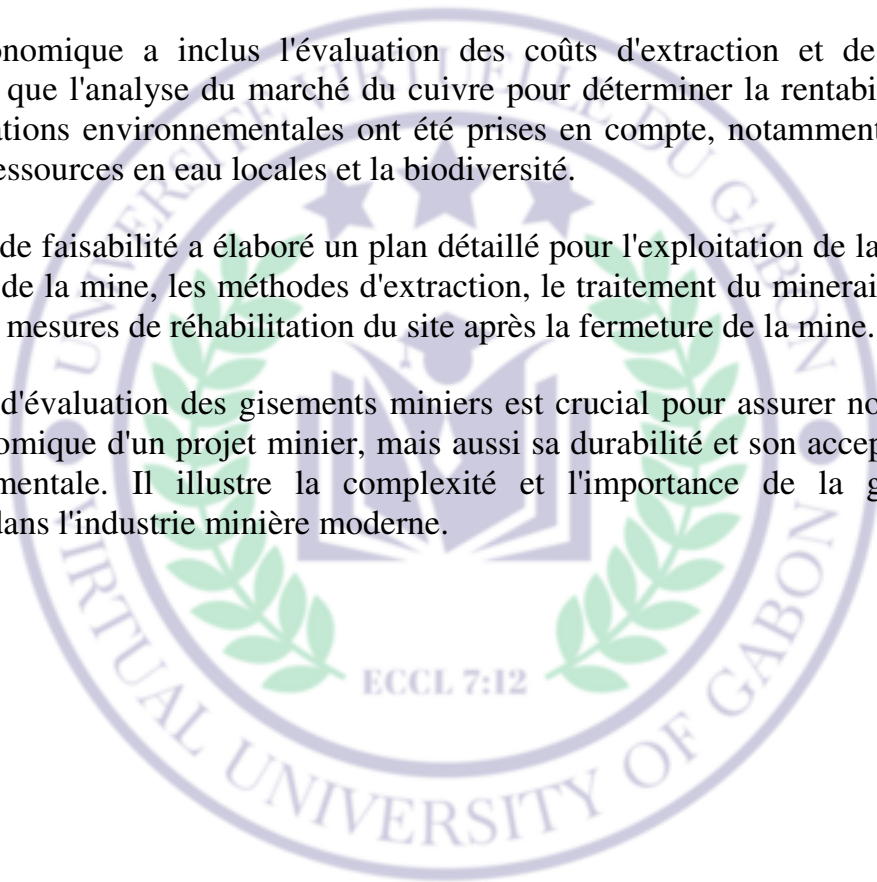 onomique a inclus l'évaluation des coûts d'extraction et de
que l'analyse du marché du cuivre pour déterminer la rentabi
ations environnementales ont été prises en compte, notamment
essources en eau locales et la biodiversité.
de faisabilité a élaboré un plan détaillé pour l'exploitation de la
de la mine, les méthodes d'extraction, le traitement du minerai
mesures de réhabilitation du site après la fermeture de la mine.
d'évaluation des gisements miniers est crucial pour assurer no
omique d'un projet minier, mais aussi sa durabilité et son accep
mentale. Il illustre la complexité et l'importance de la g
dans l'industrie minière moderne.
UNIVERSITÉ VIRTUELLE DU GABON
ECCL 7:12
VIRTUAL UNIVERSITY OF GABON